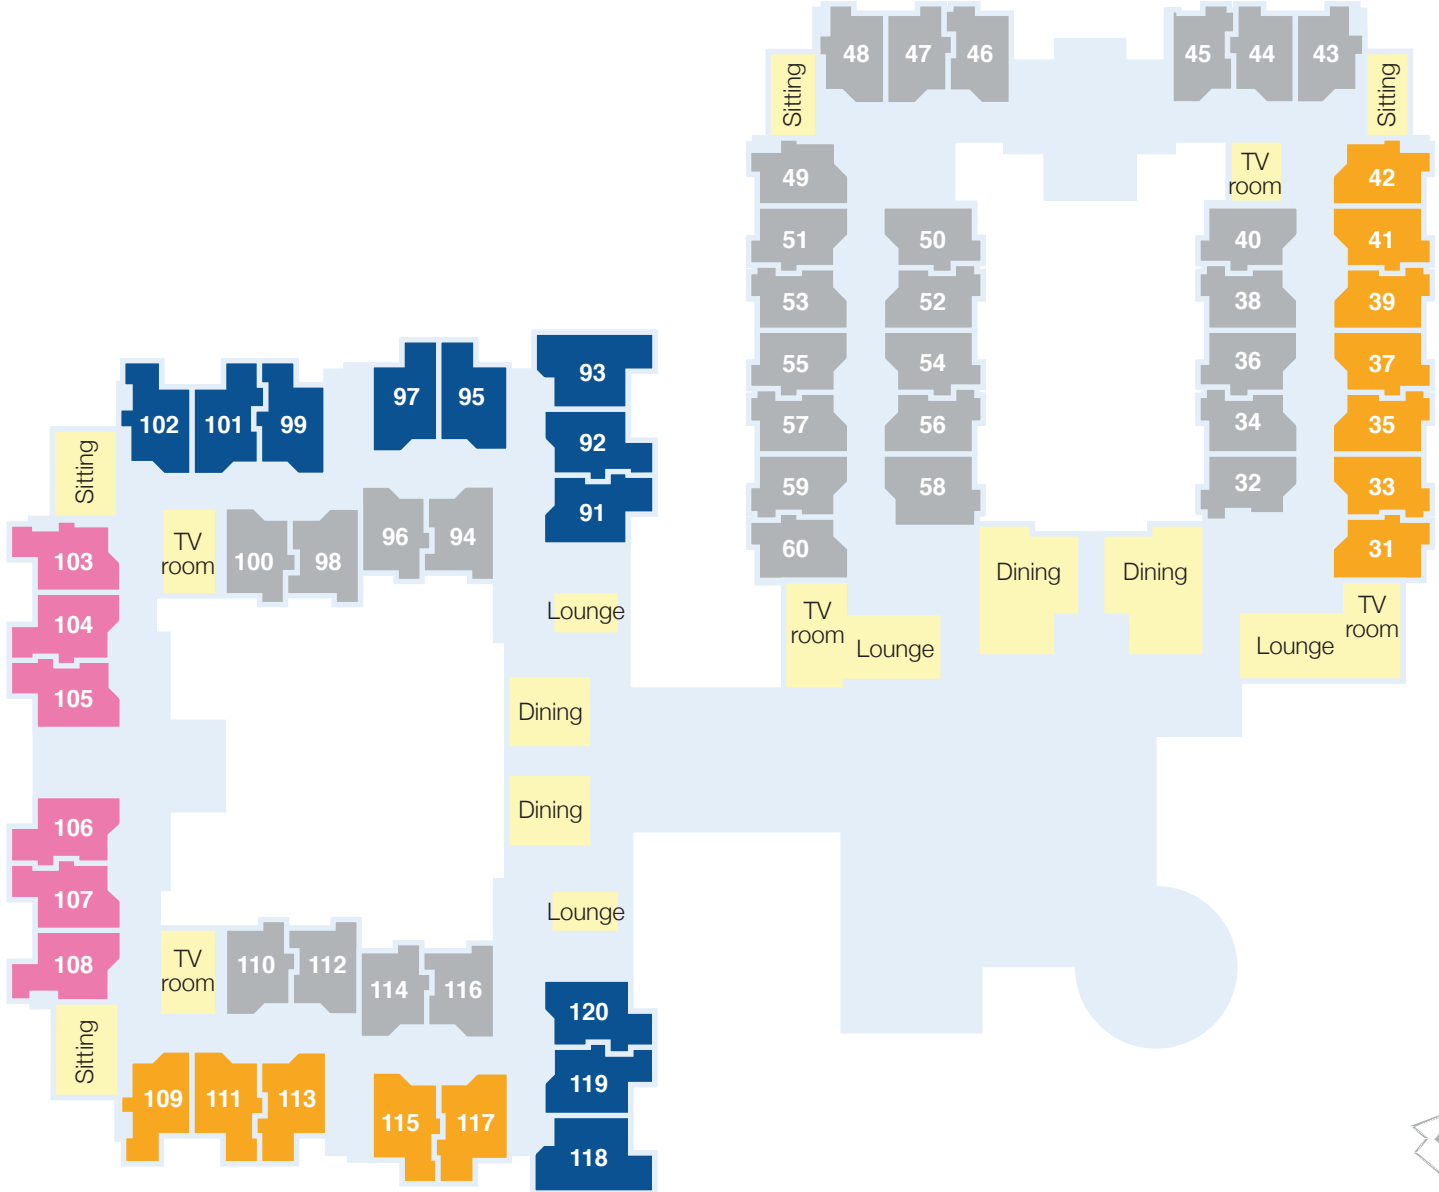 48
47
46
45
44
43
Sitting
Sitting
49
TV
room
42
51
50
40
41
53
52
38
39
55
54
36
37
57
56
34
35
59
58
32
33
60
31
Dining
Dining
TV
room
Lounge
Lounge
TV
room
93
97
95
102
101
99
92
91
Sitting
103
TV
room
100
98
96
94
104
Lounge
105
Dining
106
Dining
107
Lounge
108
TV
room
110
112
114
116
120
Sitting
119
109
111
113
115
117
118